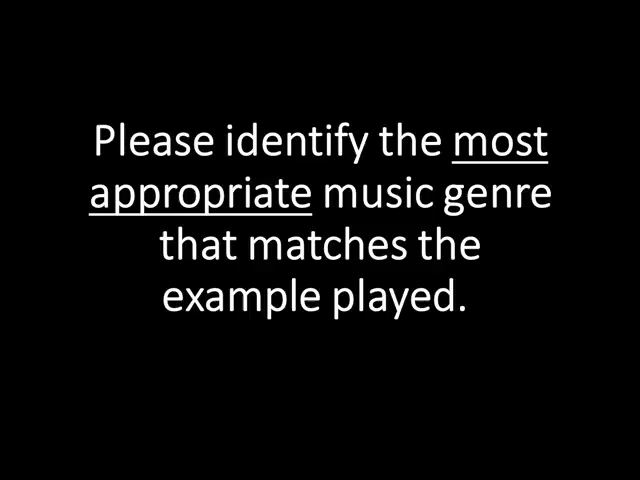 Please identify the most
appropriate music genre
that matches the
example played.